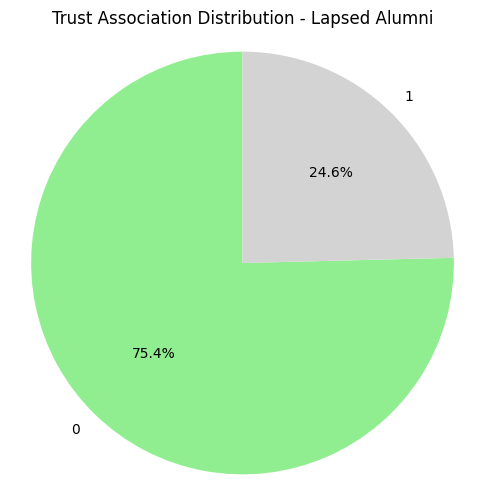 Trust Association Distribution - Lapsed Alumni
1
24.6%
75.4%
0